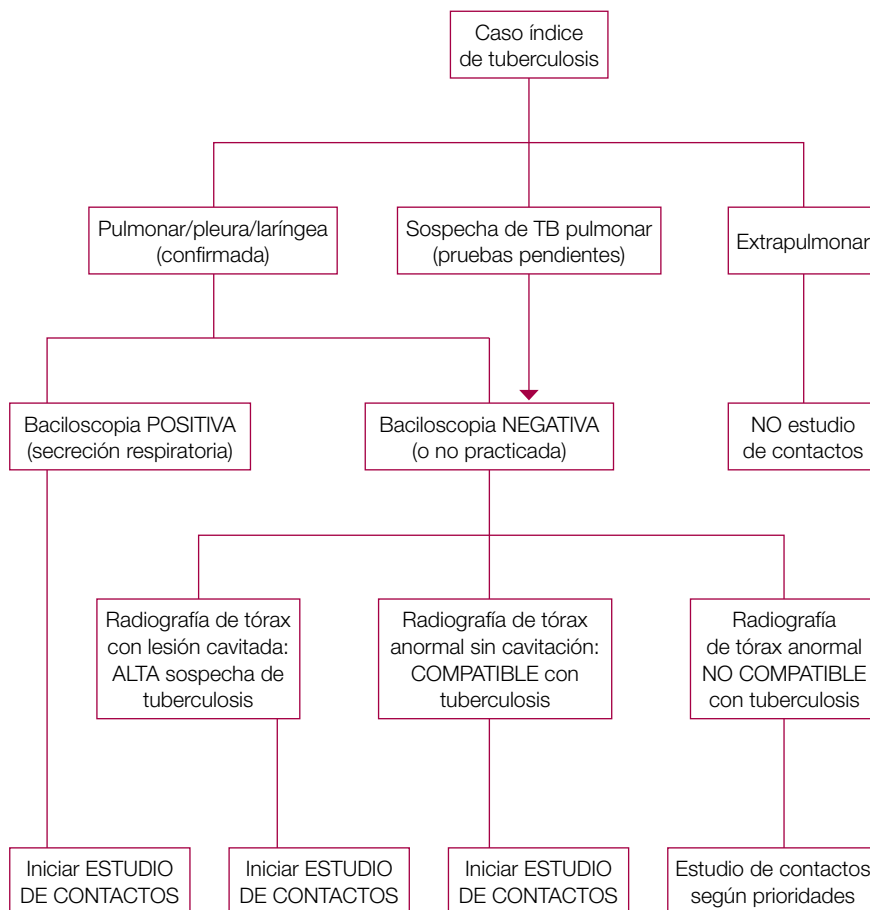 Caso índice
de tuberculosis
Pulmonar/pleura/laríngea
(confirmada)
Sospecha de TB pulmonar
(pruebas pendientes)
Extrapulmonar
Baciloscopia POSITIVA
(secreción respiratoria)
Baciloscopia NEGATIVA
(o no practicada)
NO estudio
de contactos
Radiografía de tórax
con lesión cavitada:
ALTA sospecha de
tuberculosis
Radiografía de tórax
anormal sin cavitación:
COMPATIBLE con
tuberculosis
Radiografía
de tórax anormal
NO COMPATIBLE
con tuberculosis
Iniciar ESTUDIO
DE CONTACTOS
Iniciar ESTUDIO
DE CONTACTOS
Iniciar ESTUDIO
DE CONTACTOS
Estudio de contactos
según prioridades